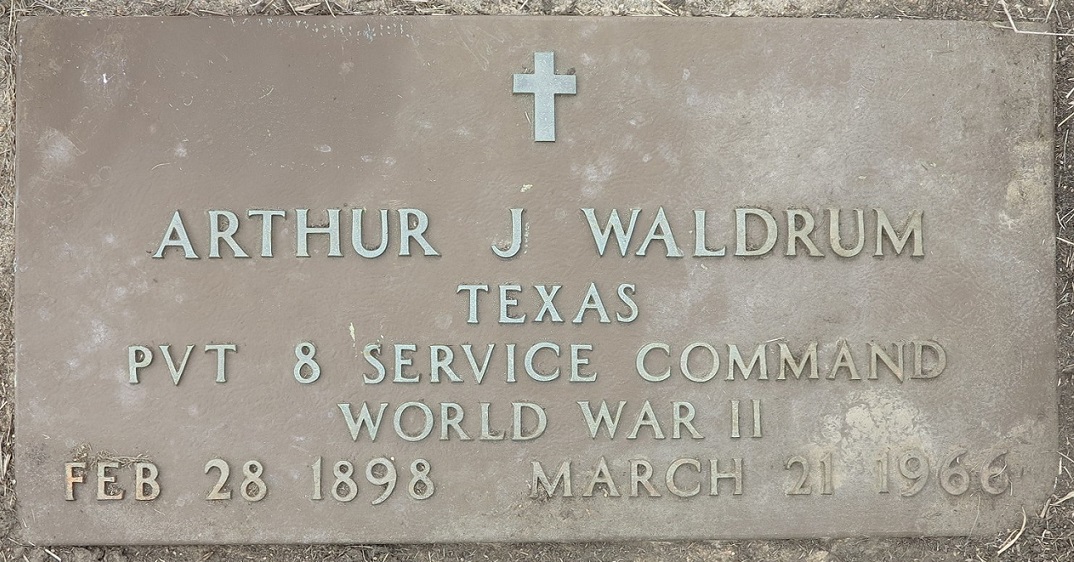 ARTHUR J WALDRUM
TEXAS
PVT 8 SERVICE COMMAND
WORLD WAR II
FEB 28 1898 MARCH 21 1966